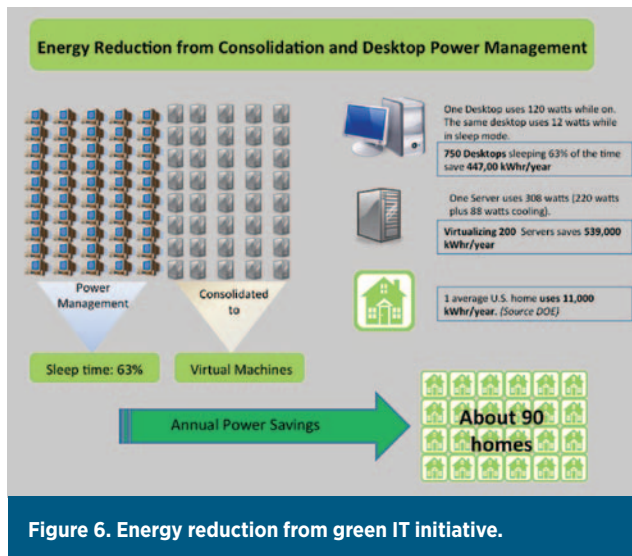 Energy Reduction from Consolidation and Desktop Power Management
One Desktop uses 120 watts while on.
The same desktop uses 12 watts while
in sleep mode.
750 Desktops sleeping 63% of the time
save 447,00 kWhr/year
One Server uses 308 watts (220 watts
plus 88 watts cooling).
Virtualizing 200 Servers saves 539,000
kWhr/year
1 average U.S. home uses 11,000
kWhr/year. (Source DOE)
Power
Management
Consolidated
to
Sleep time: 63%
Virtual Machines
Annual Power Savings
About 90
homes
Figure 6. Energy reduction from green IT initiative.